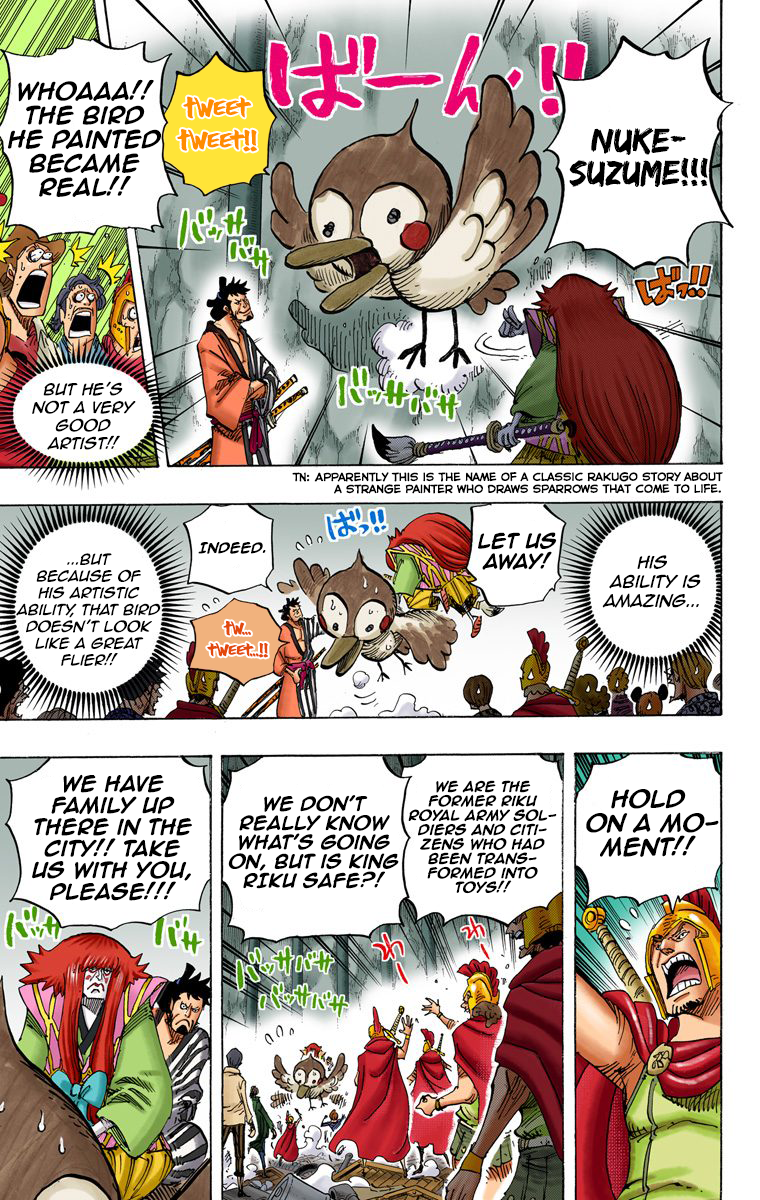 NUKE-
SUZUME!!!
ばっ!!
ばーん!!
TWEET
TWEET!!
バッサ
バサ
バッサバサ
WHOAAA!!
THE BIRD
HE PAINTED
BECAME
REAL!!
BUT HE'S
NOT A VERY
GOOD
ARTIST!!
TN: APPARENTLY THIS IS THE NAME OF A CLASSIC RAKUGO STORY ABOUT
A STRANGE PAINTER WHO DRAWS SPARROWS THAT COME TO LIFE.
HIS
ABILITY IS
AMAZING...
LET US
AWAY!
ばっ!!
INDEED.
TW...
TWEET...!!
...BUT
BECAUSE OF
HIS ARTISTIC
ABILITY, THAT BIRD
DOESN'T LOOK
LIKE A GREAT
FLIER!!
HOLD
ON A MO-
MENT!!
WE ARE THE
FORMER RIKU
ROYAL ARMY SOL-
DIERS AND CITI-
ZENS WHO HAD
BEEN TRANS-
FORMED INTO
TOYS!!
WE DON'T
REALLY KNOW
WHAT'S GOING
ON, BUT IS KING
RIKU SAFE?!
わー
わー
バッサバサ
バッサバサ
WE HAVE
FAMILY UP
THERE IN THE
CITY!! TAKE
US WITH YOU,
PLEASE!!!
バサ
バッサ